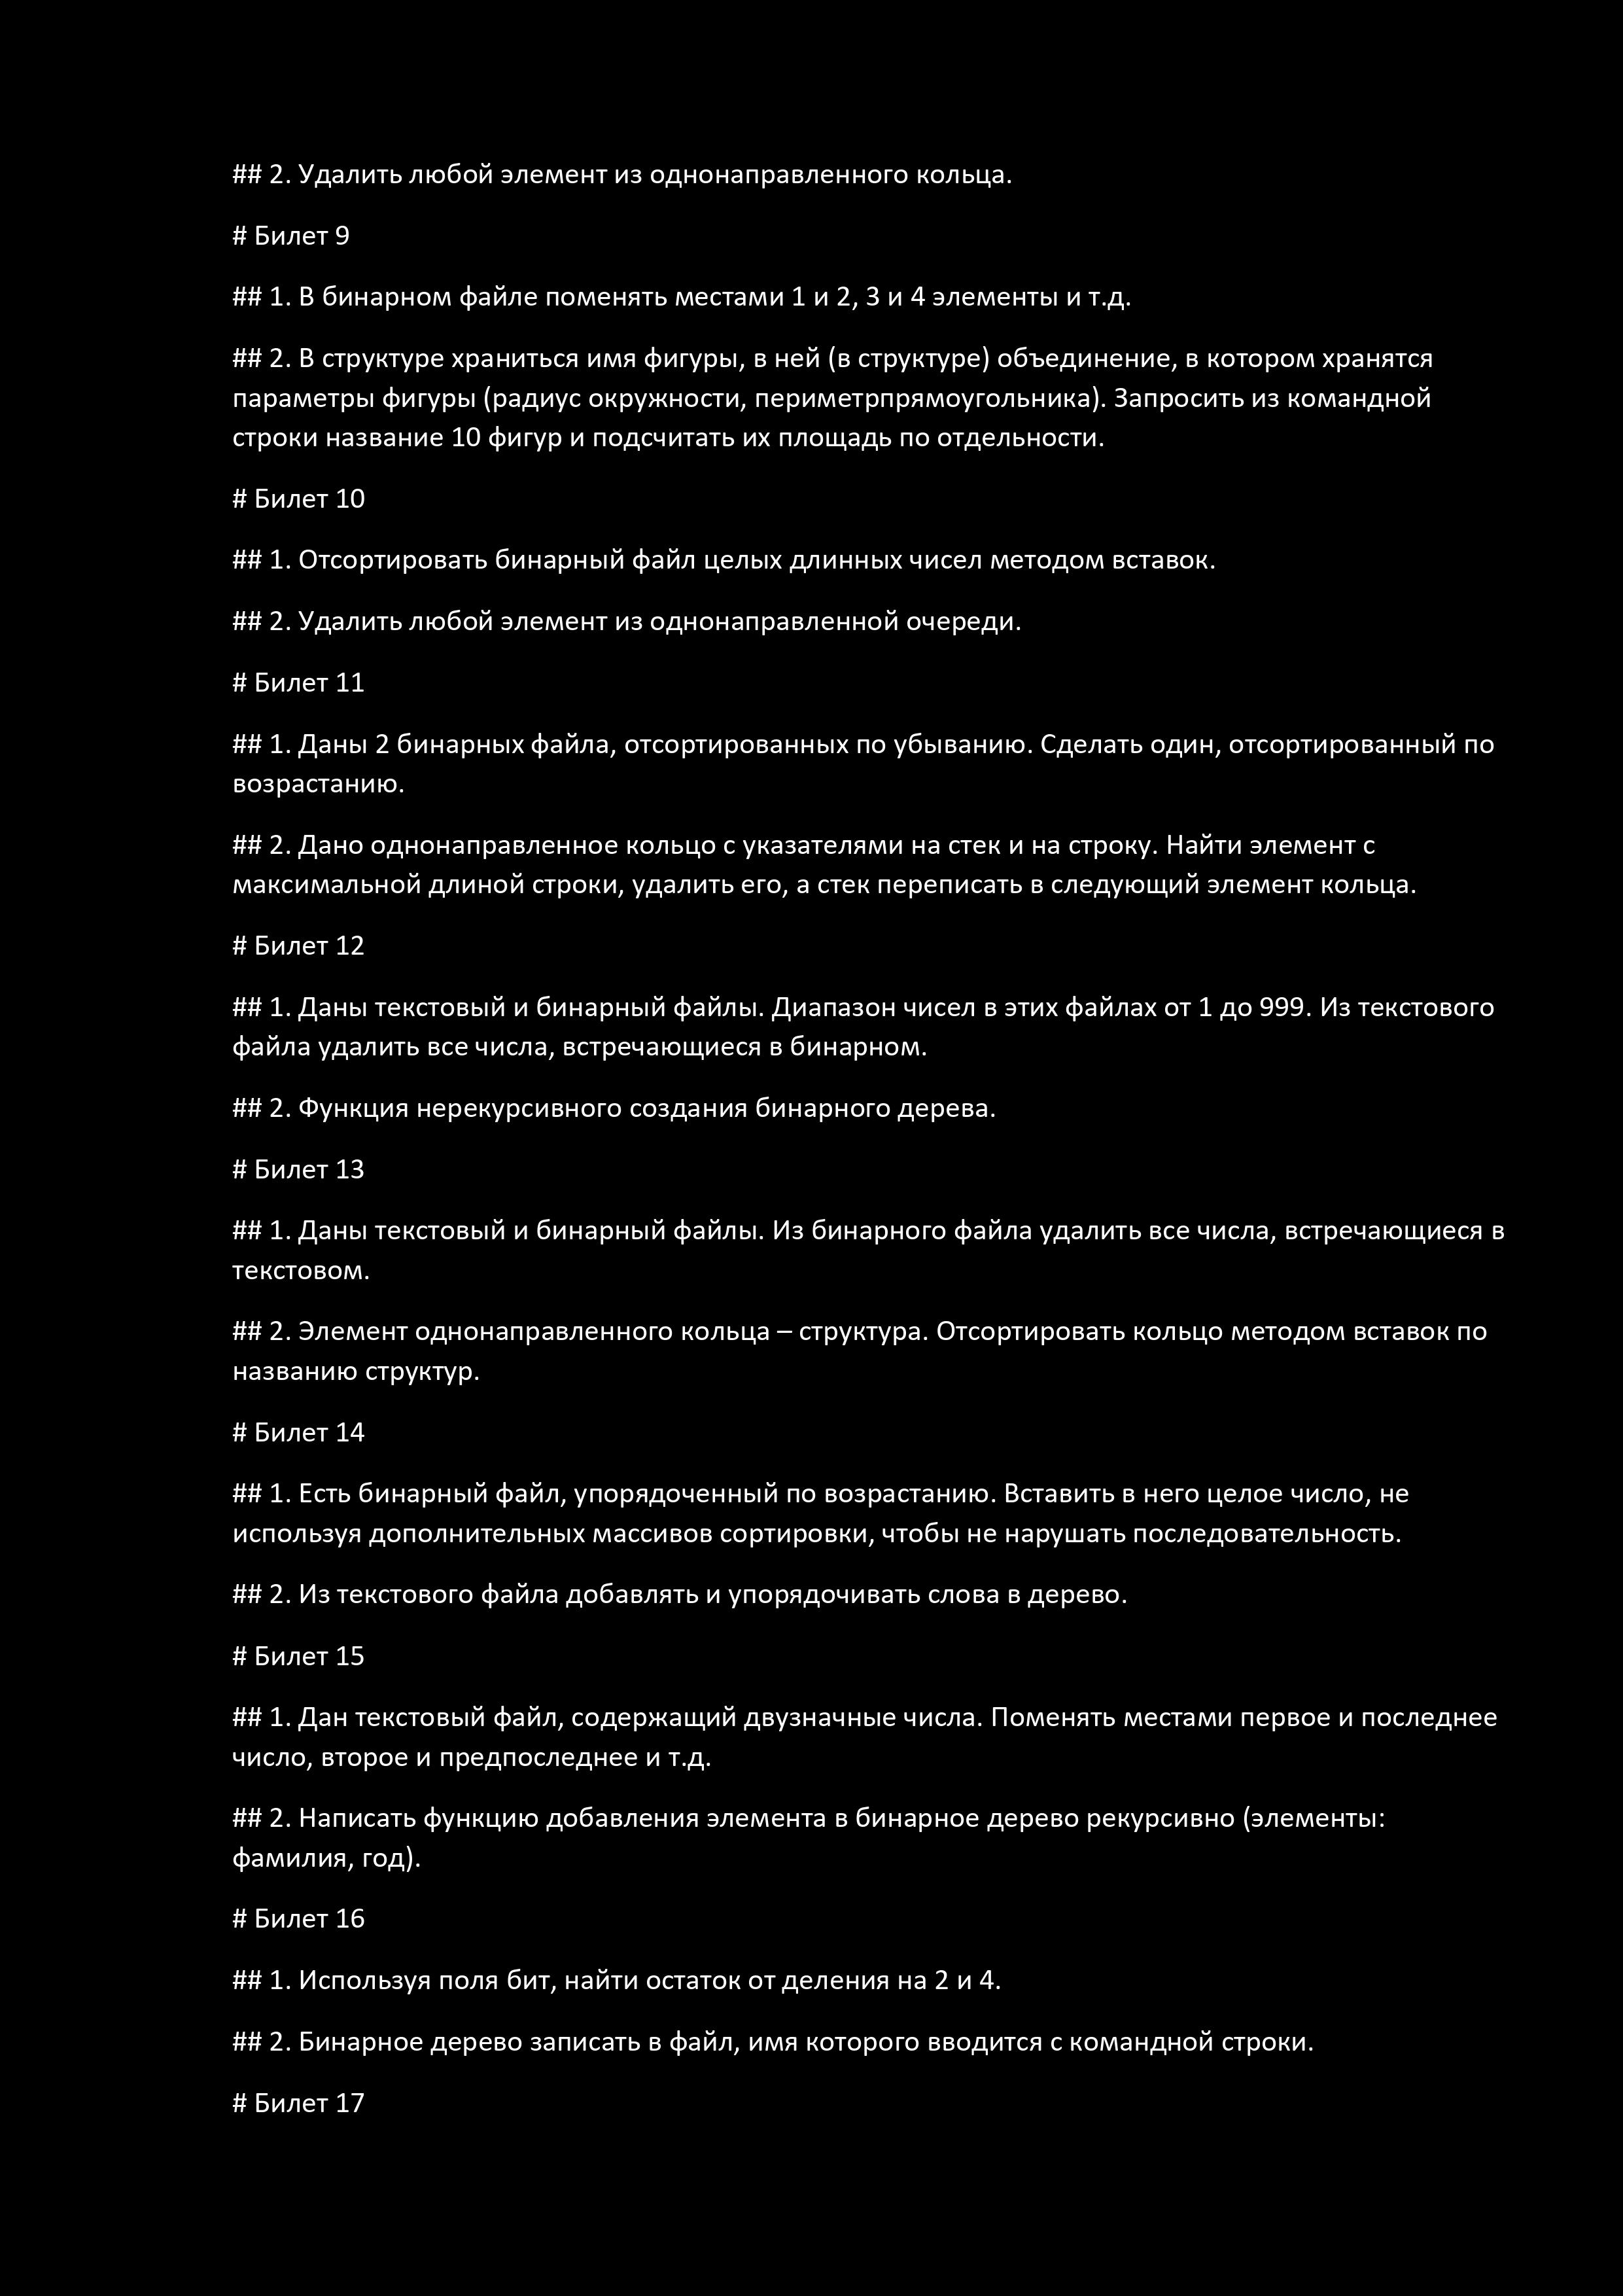 ## 2. Удалить любой элемент из однонаправленного кольца.
# Билет 9
## 1. В бинарном файле поменять местами 1 и 2, 3 и 4 элементы и т.д.
## 2. В структуре храниться имя фигуры, в ней (в структуре) объединение, в котором хранятся
параметры фигуры (радиус окружности, периметрпрямоугольника). Запросить из командной
строки название 10 фигур и подсчитать их площадь по отдельности.
# Билет 10
## 1. Отсортировать бинарный файл целых длинных чисел методом вставок.
## 2. Удалить любой элемент из однонаправленной очереди.
# Билет 11
## 1. Даны 2 бинарных файла, отсортированных по убыванию. Сделать один, отсортированный по
возрастанию.
## 2. Дано однонаправленное кольцо с указателями на стек и на строку. Найти элемент с
максимальной длиной строки, удалить его, а стек переписать в следующий элемент кольца.
# Билет 12
## 1. Даны текстовый и бинарный файлы. Диапазон чисел в этих файлах от 1 до 999. Из текстового
файла удалить все числа, встречающиеся в бинарном.
## 2. Функция нерекурсивного создания бинарного дерева.
# Билет 13
## 1. Даны текстовый и бинарный файлы. Из бинарного файла удалить все числа, встречающиеся в
текстовом.
## 2. Элемент однонаправленного кольца – структура. Отсортировать кольцо методом вставок по
названию структур.
# Билет 14
## 1. Есть бинарный файл, упорядоченный по возрастанию. Вставить в него целое число, не
используя дополнительных массивов сортировки, чтобы не нарушать последовательность.
## 2. Из текстового файла добавлять и упорядочивать слова в дерево.
# Билет 15
## 1. Дан текстовый файл, содержащий двузначные числа. Поменять местами первое и последнее
число, второе и предпоследнее и т.д.
## 2. Написать функцию добавления элемента в бинарное дерево рекурсивно (элементы:
фамилия, год).
# Билет 16
## 1. Используя поля бит, найти остаток от деления на 2 и 4.
## 2. Бинарное дерево записать в файл, имя которого вводится с командной строки.
# Билет 17